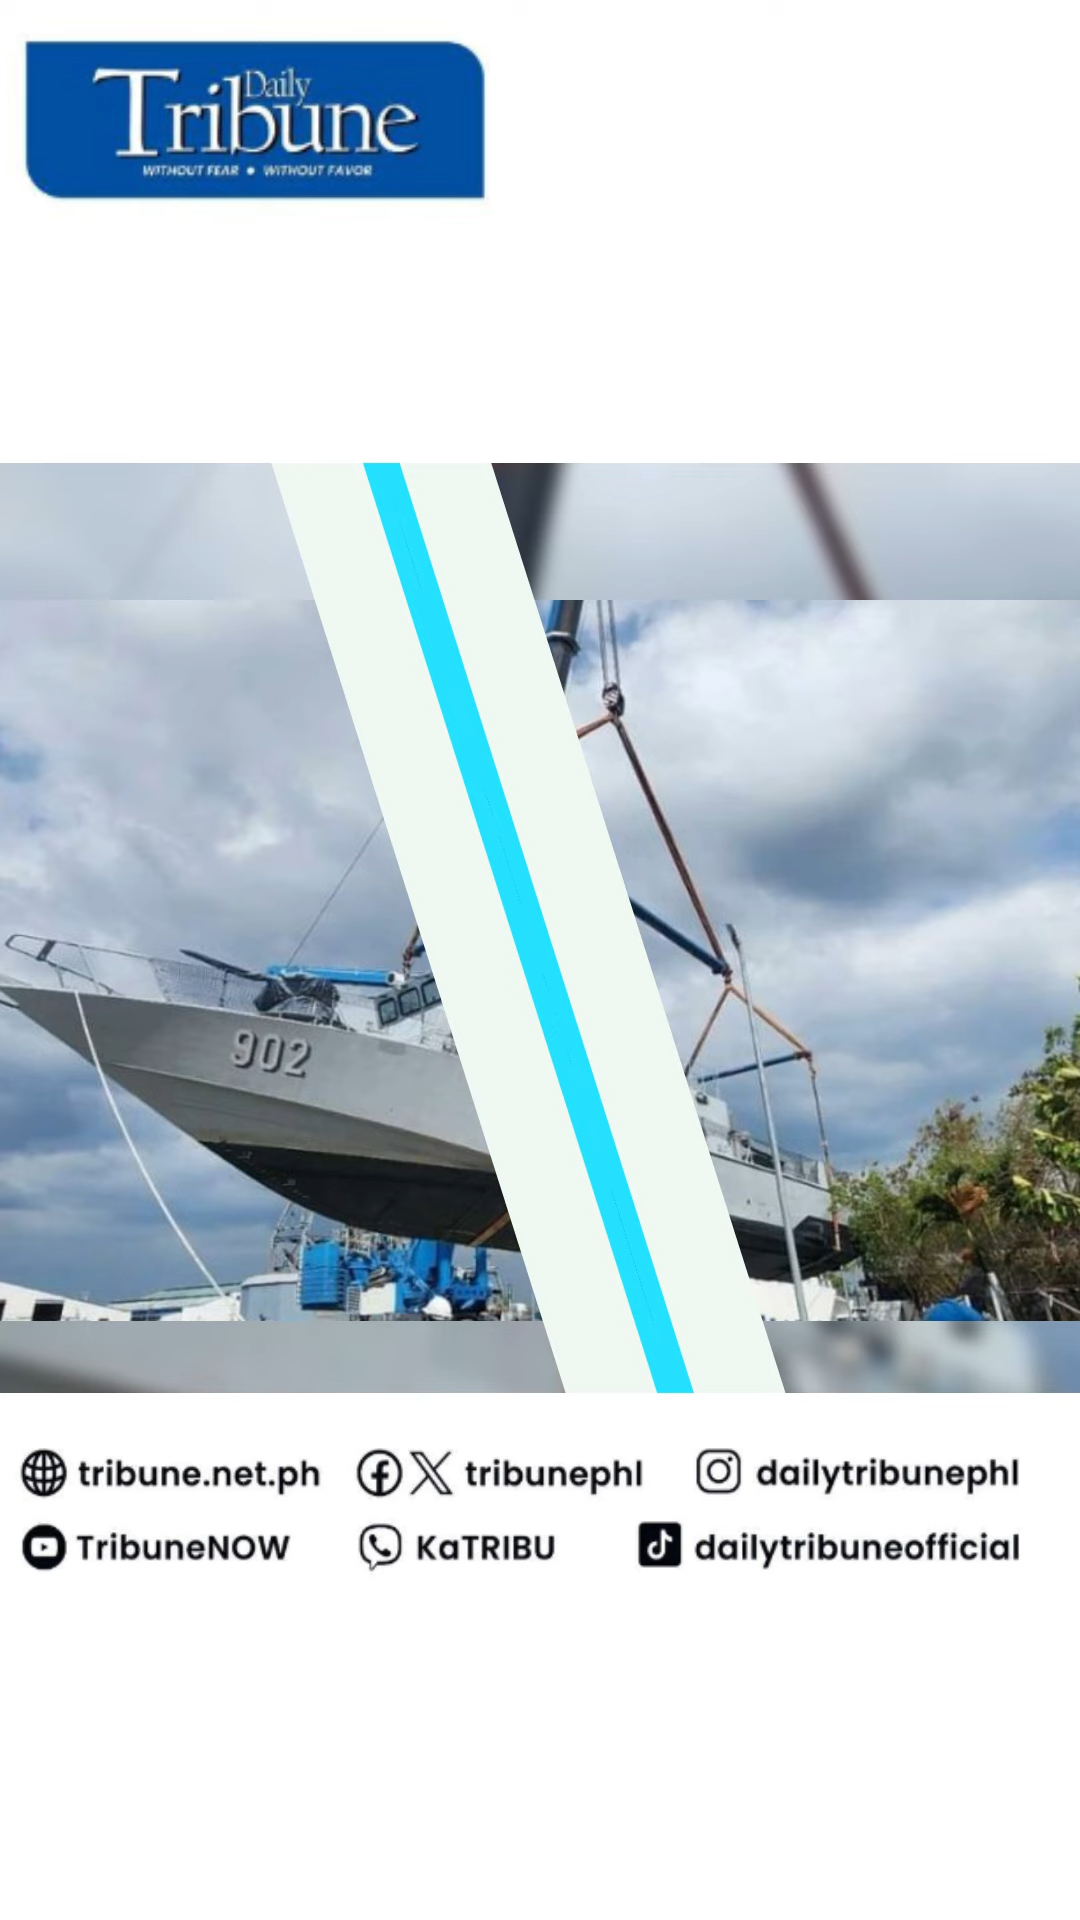 Daily
Tribune
WITHOUT FEAR ● WITHOUT FAVOR
902
tribune.net.ph tribunephl dailytribunephl
TribuneNOW KaTRIBU dailytribuneofficial